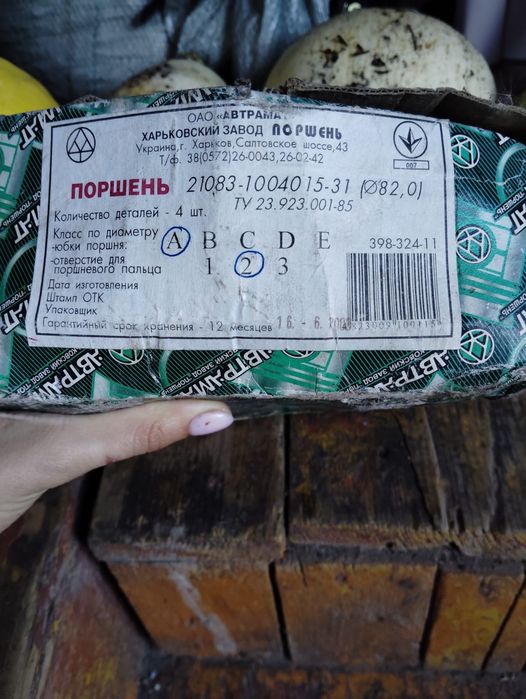 ОАО «АВТРАМАТ»
ХАРЬКОВСКИЙ ЗАВОД ПОРШЕНЬ
Украина,г. Харьков,Салтовское шоссе,43
Т/ф. 38(0572)26-0043,26-02-42
007
ПОРШЕНЬ 21083-1004015-31 (Ø82,0)
ТУ 23.923.001-85
Количество деталей - 4 шт.
Класс по диаметру
-юбки поршня: A B C D E
398-324-11
-отверстие для
поршневого пальца 1 2 3
Дата изготовления
Штамп ОТК
Упаковщик
Гарантийный срок хранения - 12 месяцев
16. - 6.
АВТРАМАТ